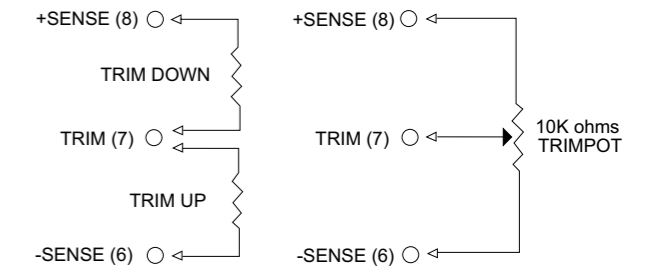 +SENSE (8)
TRIM DOWN
TRIM (7)
TRIM UP
-SENSE (6)
+SENSE (8)
TRIM (7)
10K ohms
TRIMPOT
-SENSE (6)